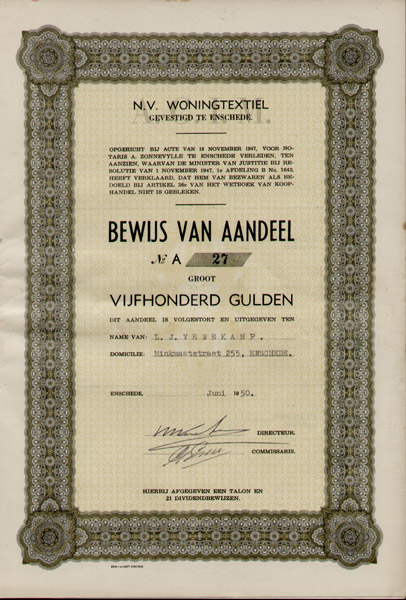 N.V. WONINGTEXTIEL
GEVESTIGD TE ENSCHEDE.
OPGERICHT BIJ ACTE VAN 18 NOVEMBER 1947, VOOR
NOTARIS A. ZONNEVYLLE TE ENSCHEDE VERLEDEN, TEN
AANZIEN, WAARVAN DE MINISTER VAN JUSTITIE BIJ RE-
SOLUTIE VAN 1 NOVEMBER 1947, 1e AFDELING B No. 1643,
HEEFT VERKLAARD, DAT HEM VAN BEZWAREN ALS BE-
DOELD BIJ ARTIKEL 36e VAN HET WETBOEK VAN KOOP-
HANDEL NIET IS GEBLEKEN.
BEWIJS VAN AANDEEL
№ A 27
GROOT
VIJFHONDERD GULDEN
DIT AANDEEL IS VOLGESTORT EN UITGEGEVEN TEN
NAME VAN: L. J.
DOMICILIE: 255, ENSCHEDE.
ENSCHEDE, Juni 1950.
DIRECTEUR.
COMMISSARIS.
HIERBIJ AFGEGEVEN EEN TALON EN
21 DIVIDENDBEWIJZEN.